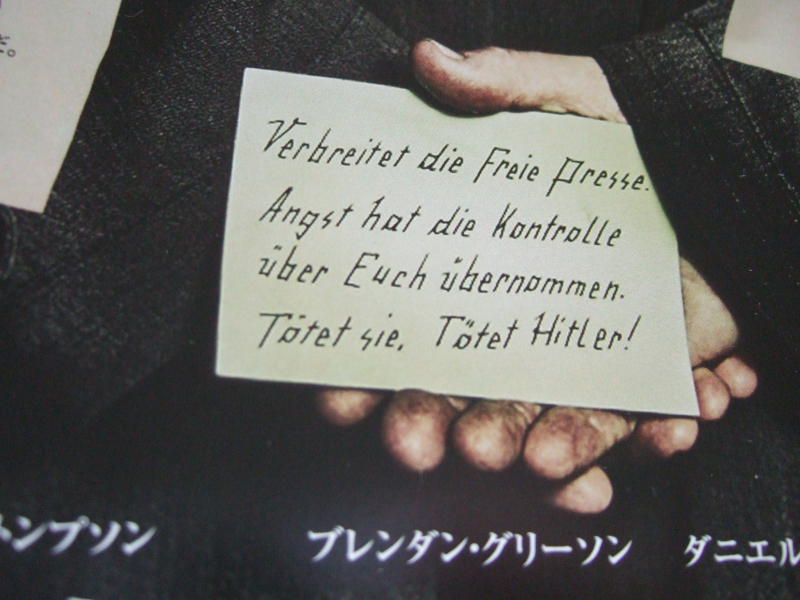 Verbreitet die Freie Presse.
Angst hat die Kontrolle
über Euch übernommen.
Tötet sie. Tötet Hitler!
ンプソン
ブレンダン・グリーソン
ダニエル